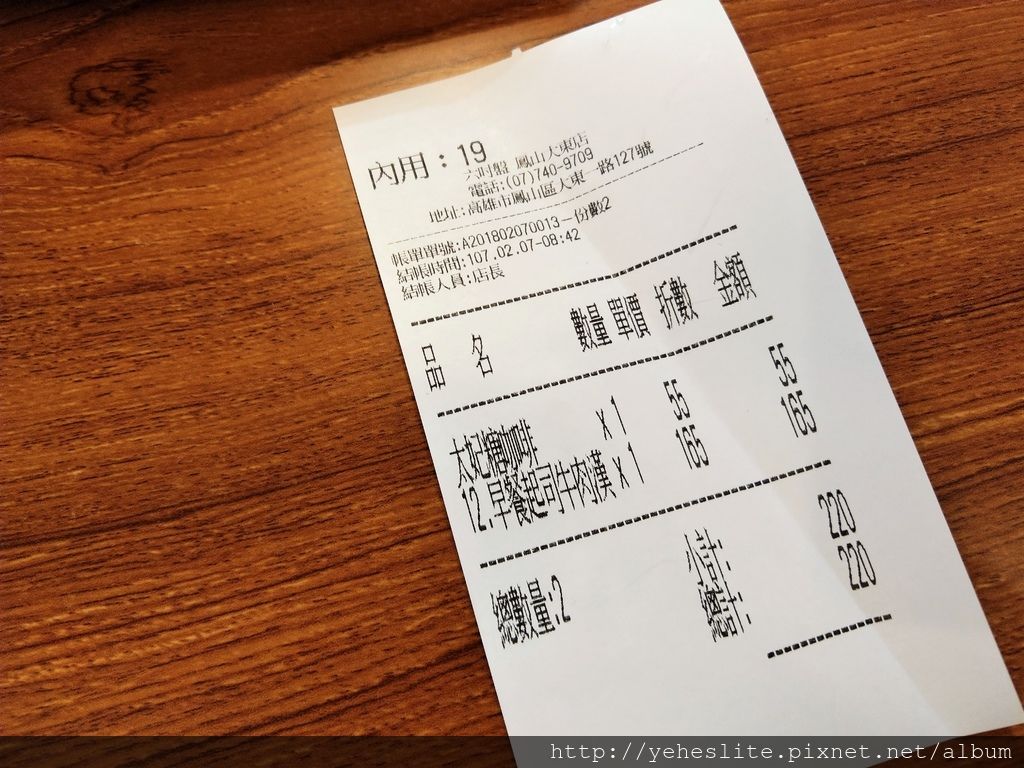 內用：19
六吋盤 鳳山大東店
電話:(07)740-9709
地址:高雄市鳳山區大東一路127號
帳單單號:A201802070013－份數2
結帳時間:107.02.07-08:42
結帳人員:店長
品 名 數量 單價 折數 金額
太妃糖咖啡 x1 55 55
12.早餐起司牛肉漢 x1 165 165
小計: 220
總數量:2 總計: 220
http://yeheslite.pixnet.net/album